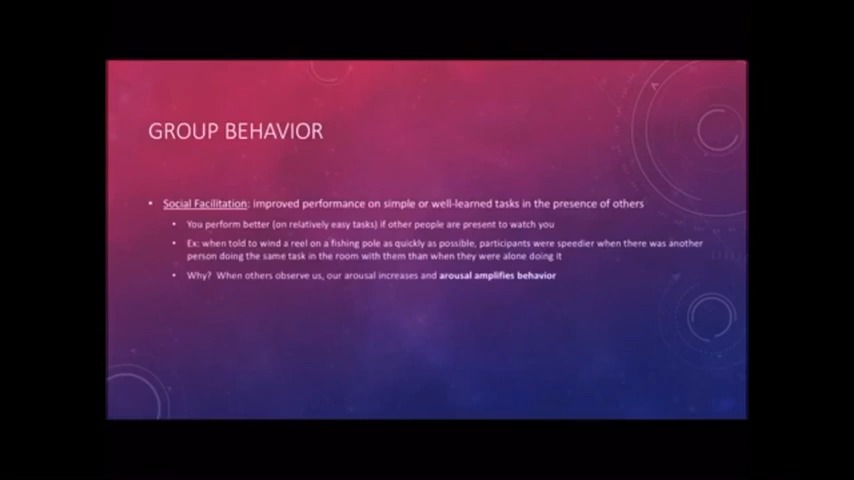 GROUP BEHAVIOR
• Social Facilitation: improved performance on simple or well-learned tasks in the presence of others
• You perform better (on relatively easy tasks) if other people are present to watch you
• Ex: when told to wind a reel on a fishing pole as quickly as possible, participants were speedier when there was another
person doing the same task in the room with them than when they were alone doing it
• Why? When others observe us, our arousal increases and arousal amplifies behavior